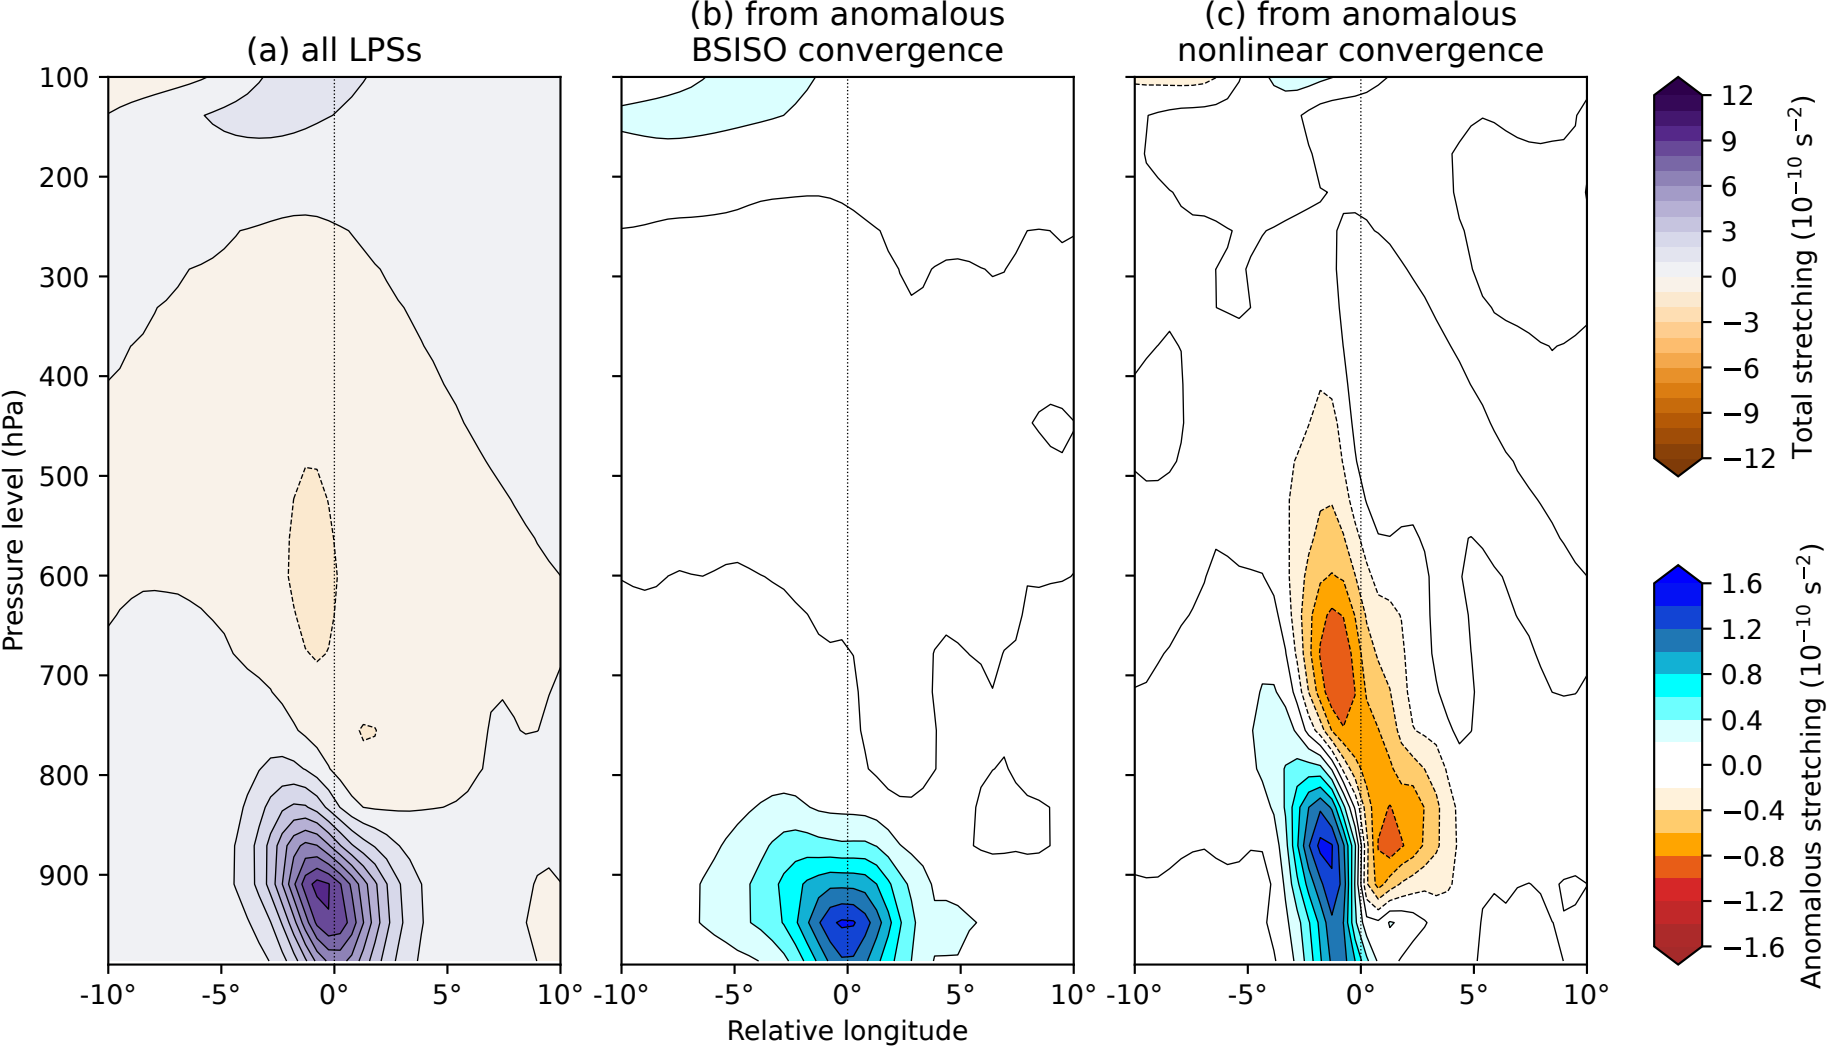 (a) all LPSs
(b) from anomalous
BSISO convergence
(c) from anomalous
nonlinear convergence
Pressure level (hPa)
100
200
300
400
500
600
700
800
900
-10° -5° 0° 5° 10°
-10° -5° 0° 5° 10°
-10° -5° 0° 5° 10°
Relative longitude
12
9
6
3
0
−3
−6
−9
−12
Total stretching (10⁻¹⁰ s⁻²)
1.6
1.2
0.8
0.4
0.0
−0.4
−0.8
−1.2
−1.6
Anomalous stretching (10⁻¹⁰ s⁻²)